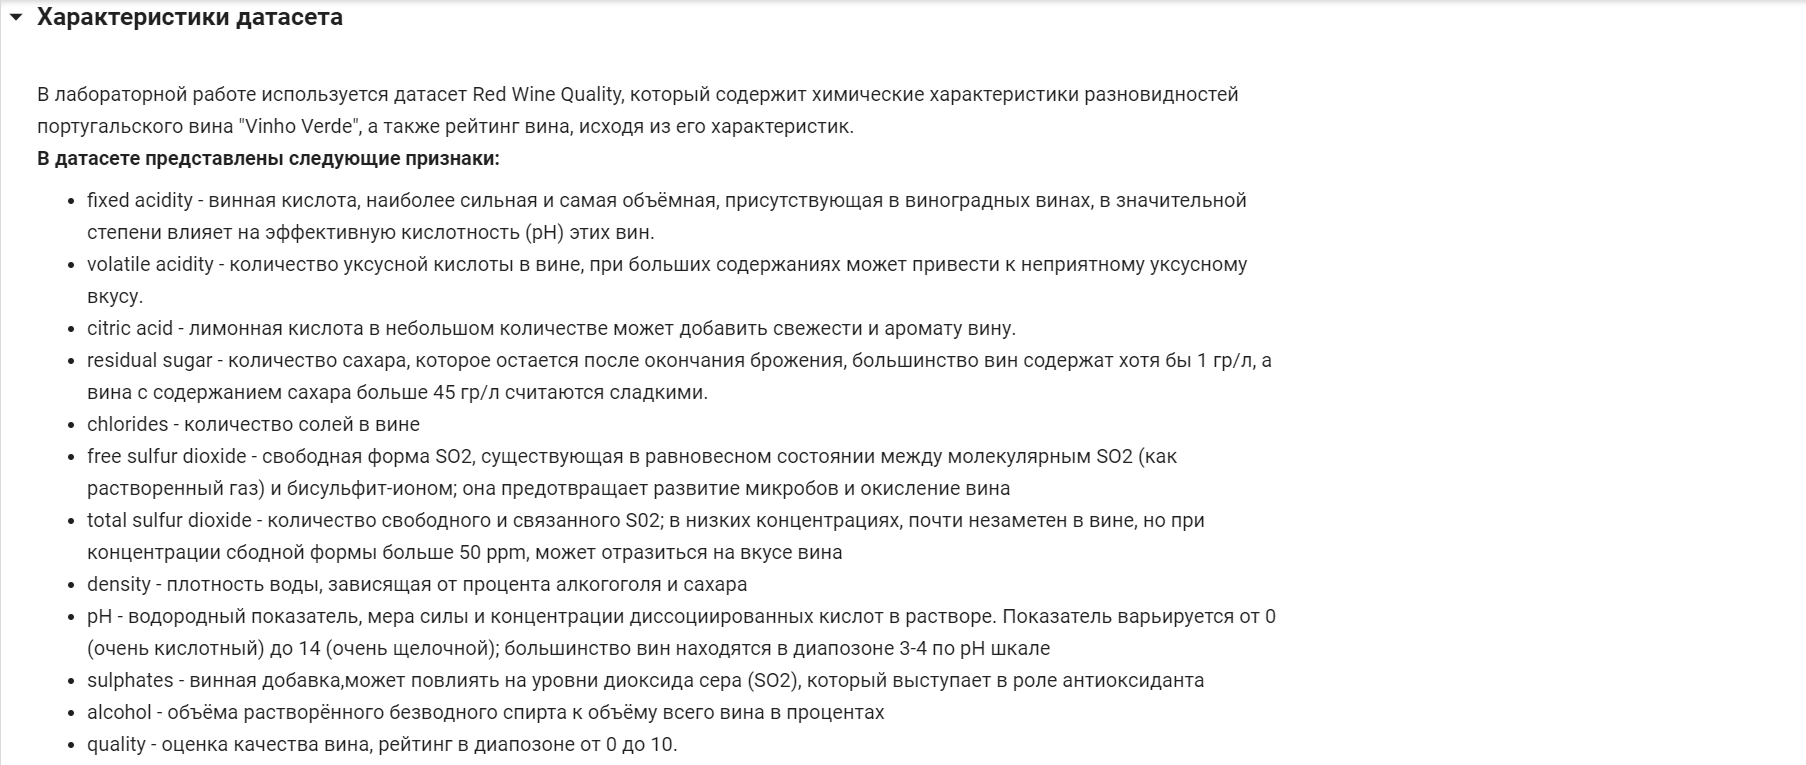 Характеристики датасета
В лабораторной работе используется датасет Red Wine Quality, который содержит химические характеристики разновидностей
португальского вина "Vinho Verde", а также рейтинг вина, исходя из его характеристик.
В датасете представлены следующие признаки:
• fixed acidity - винная кислота, наиболее сильная и самая объёмная, присутствующая в виноградных винах, в значительной
степени влияет на эффективную кислотность (pH) этих вин.
• volatile acidity - количество уксусной кислоты в вине, при больших содержаниях может привести к неприятному уксусному
вкусу.
• citric acid - лимонная кислота в небольшом количестве может добавить свежести и аромату вину.
• residual sugar - количество сахара, которое остается после окончания брожения, большинство вин содержат хотя бы 1 гр/л, а
вина с содержанием сахара больше 45 гр/л считаются сладкими.
• chlorides - количество солей в вине
• free sulfur dioxide - свободная форма SO2, существующая в равновесном состоянии между молекулярным SO2 (как
растворенный газ) и бисульфит-ионом; она предотвращает развитие микробов и окисление вина
• total sulfur dioxide - количество свободного и связанного S02; в низких концентрациях, почти незаметен в вине, но при
концентрации сбодной формы больше 50 ppm, может отразиться на вкусе вина
• density - плотность воды, зависящая от процента алкогоголя и сахара
• pH - водородный показатель, мера силы и концентрации диссоциированных кислот в растворе. Показатель варьируется от 0
(очень кислотный) до 14 (очень щелочной); большинство вин находятся в диапозоне 3-4 по pH шкале
• sulphates - винная добавка,может повлиять на уровни диоксида сера (SO2), который выступает в роле антиоксиданта
• alcohol - объёма растворённого безводного спирта к объёму всего вина в процентах
• quality - оценка качества вина, рейтинг в диапозоне от 0 до 10.